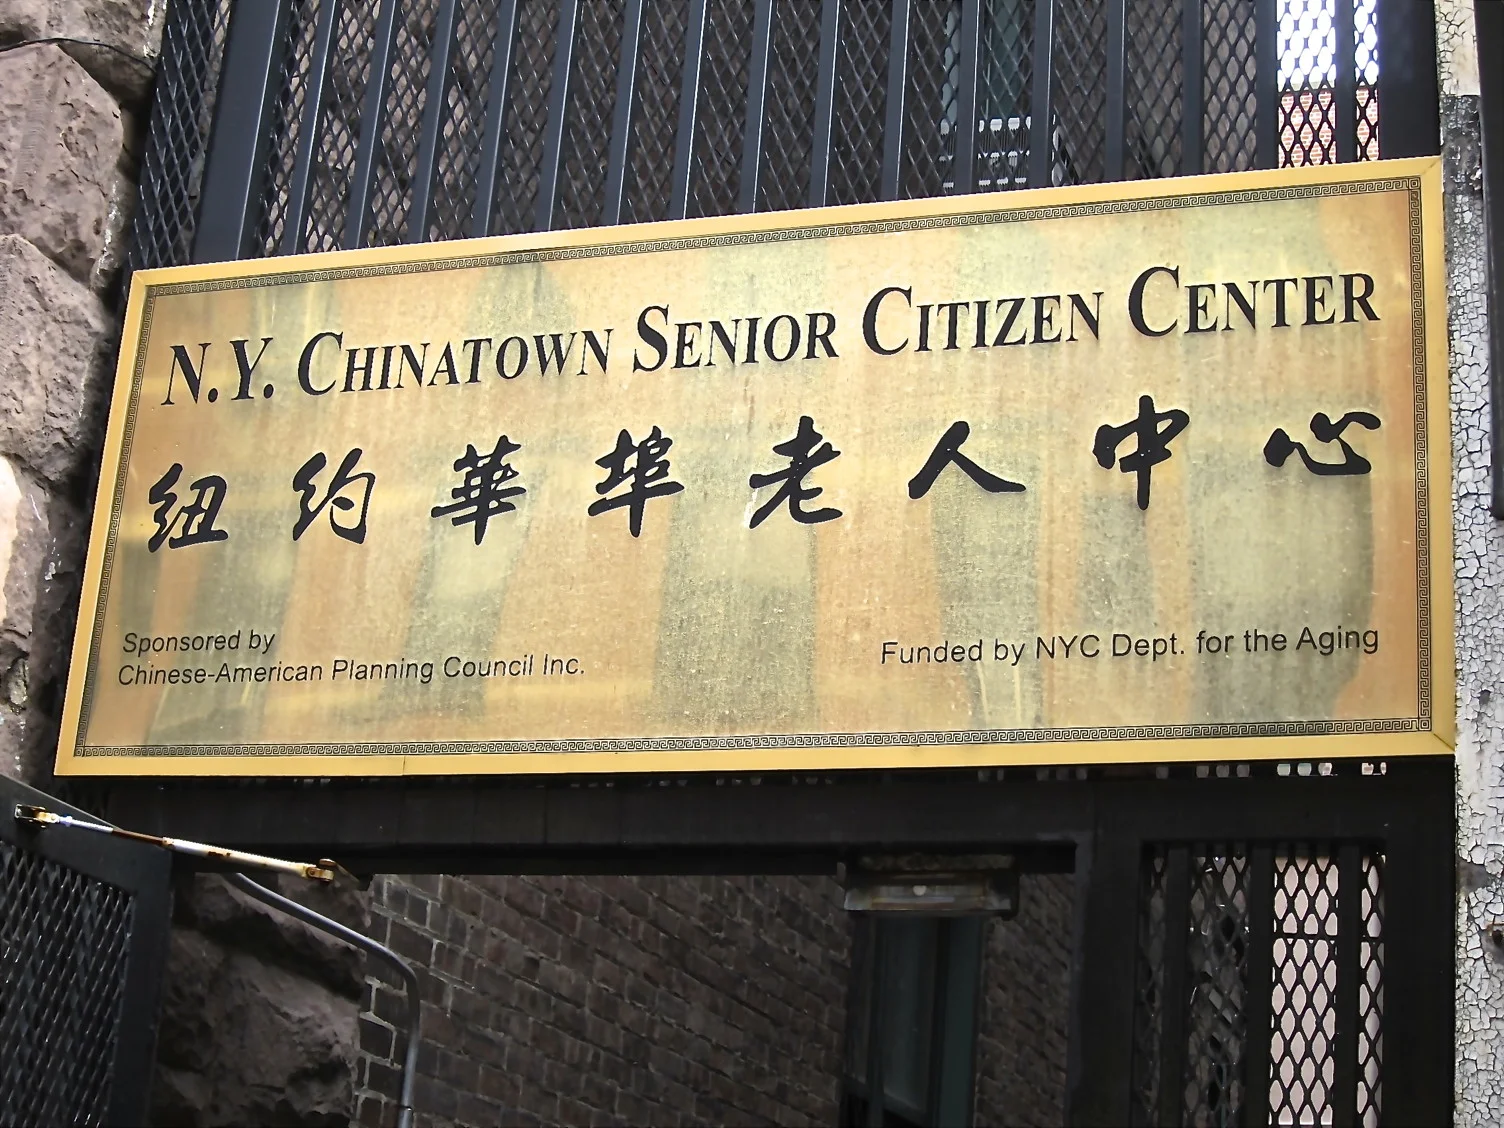 N.Y. CHINATOWN SENIOR CITIZEN CENTER
纽约華埠老人中心
Sponsored by
Chinese-American Planning Council Inc.
Funded by NYC Dept. for the Aging